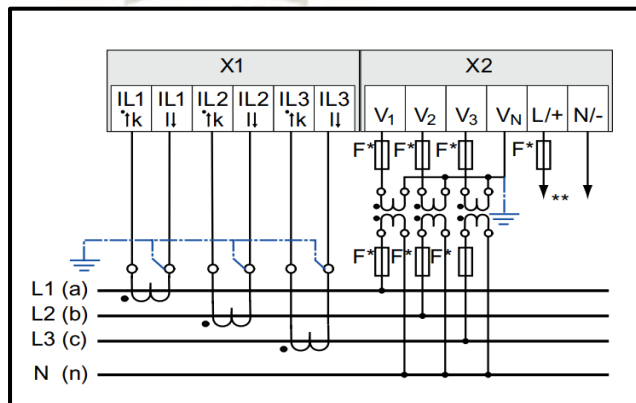 X1 X2
IL1 IL1 IL2 IL2 IL3 IL3
↑k l↓ ↑k l↓ ↑k l↓
V1 V2 V3 VN L/+ N/-
F* F* F* F*
**
F* F* F*
L1 (a)
L2 (b)
L3 (c)
N (n)